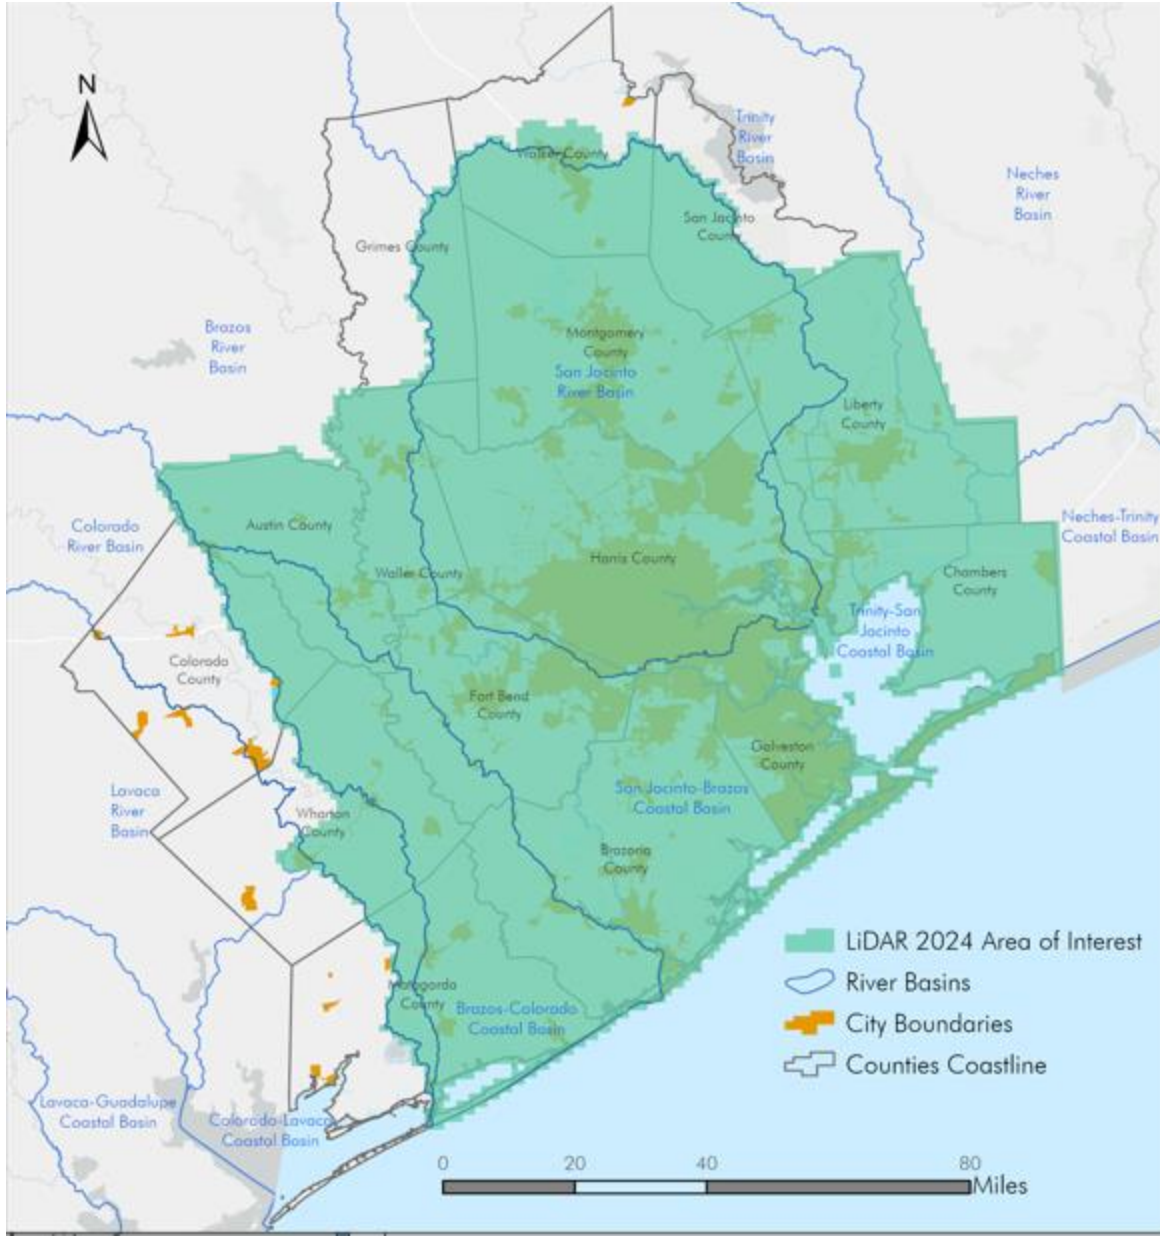 N
Trinity
River
Basin
Walker County
Neches
River
Basin
San Jacinto
County
Grimes County
Brazos
River
Basin
Montgomery
County
San Jacinto
River Basin
Liberty
County
Colorado
River Basin
Austin County
Neches-Trinity
Coastal Basin
Harris County
Waller County
Chambers
County
Trinity-San
Jacinto
Coastal Basin
Colorado
County
Fort Bend
County
Galveston
County
San Jacinto-Brazos
Coastal Basin
Lavaca
River
Basin
Wharton
County
Brazoria
County
LiDAR 2024 Area of Interest
River Basins
City Boundaries
Counties Coastline
Matagorda
County
Brazos-Colorado
Coastal Basin
Lavaca-Guadalupe
Coastal Basin
Colorado-Lavaca
Coastal Basin
0 20 40 80
Miles